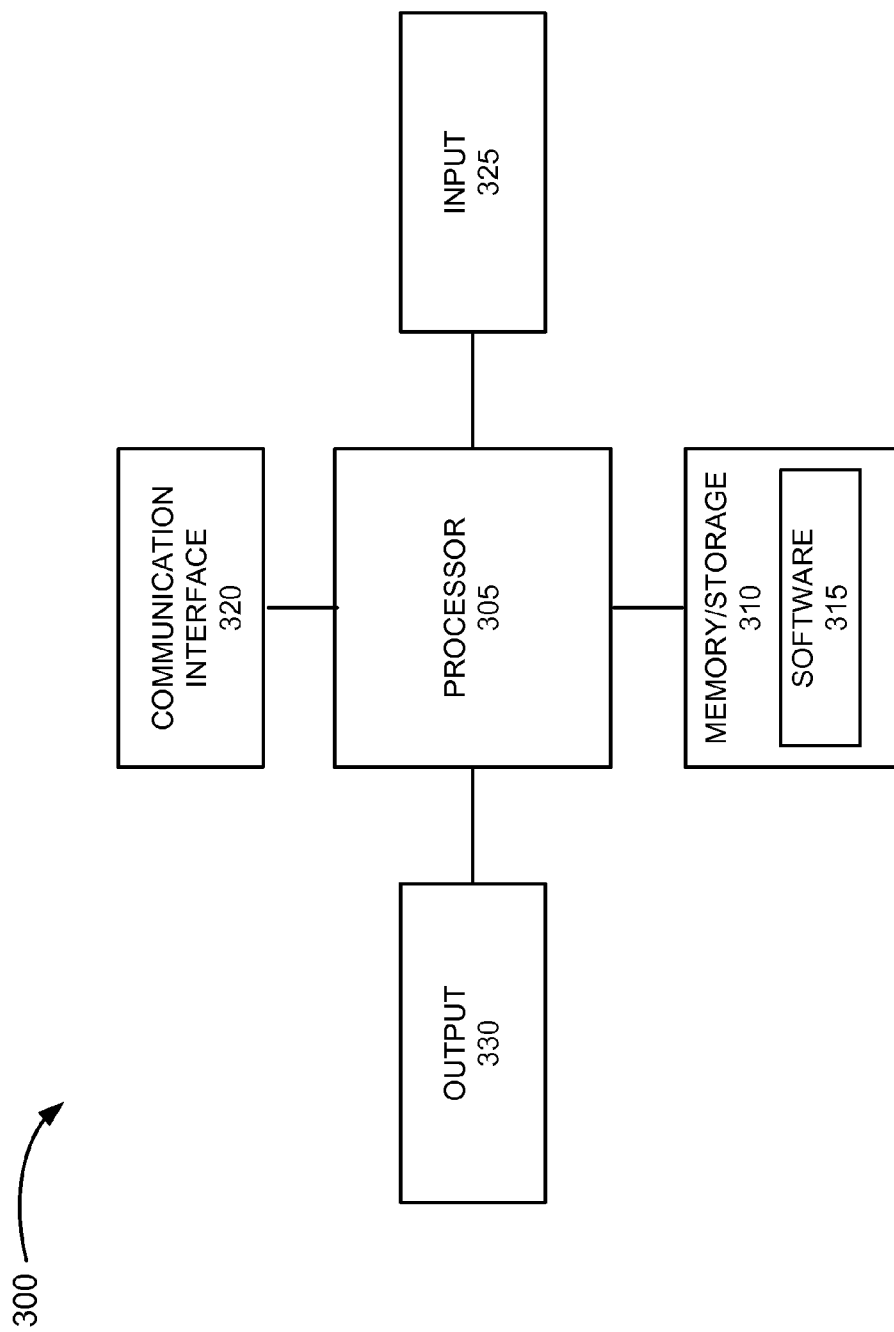 300
COMMUNICATION
INTERFACE
320
OUTPUT
330
PROCESSOR
305
INPUT
325
MEMORY/STORAGE
310
SOFTWARE
315